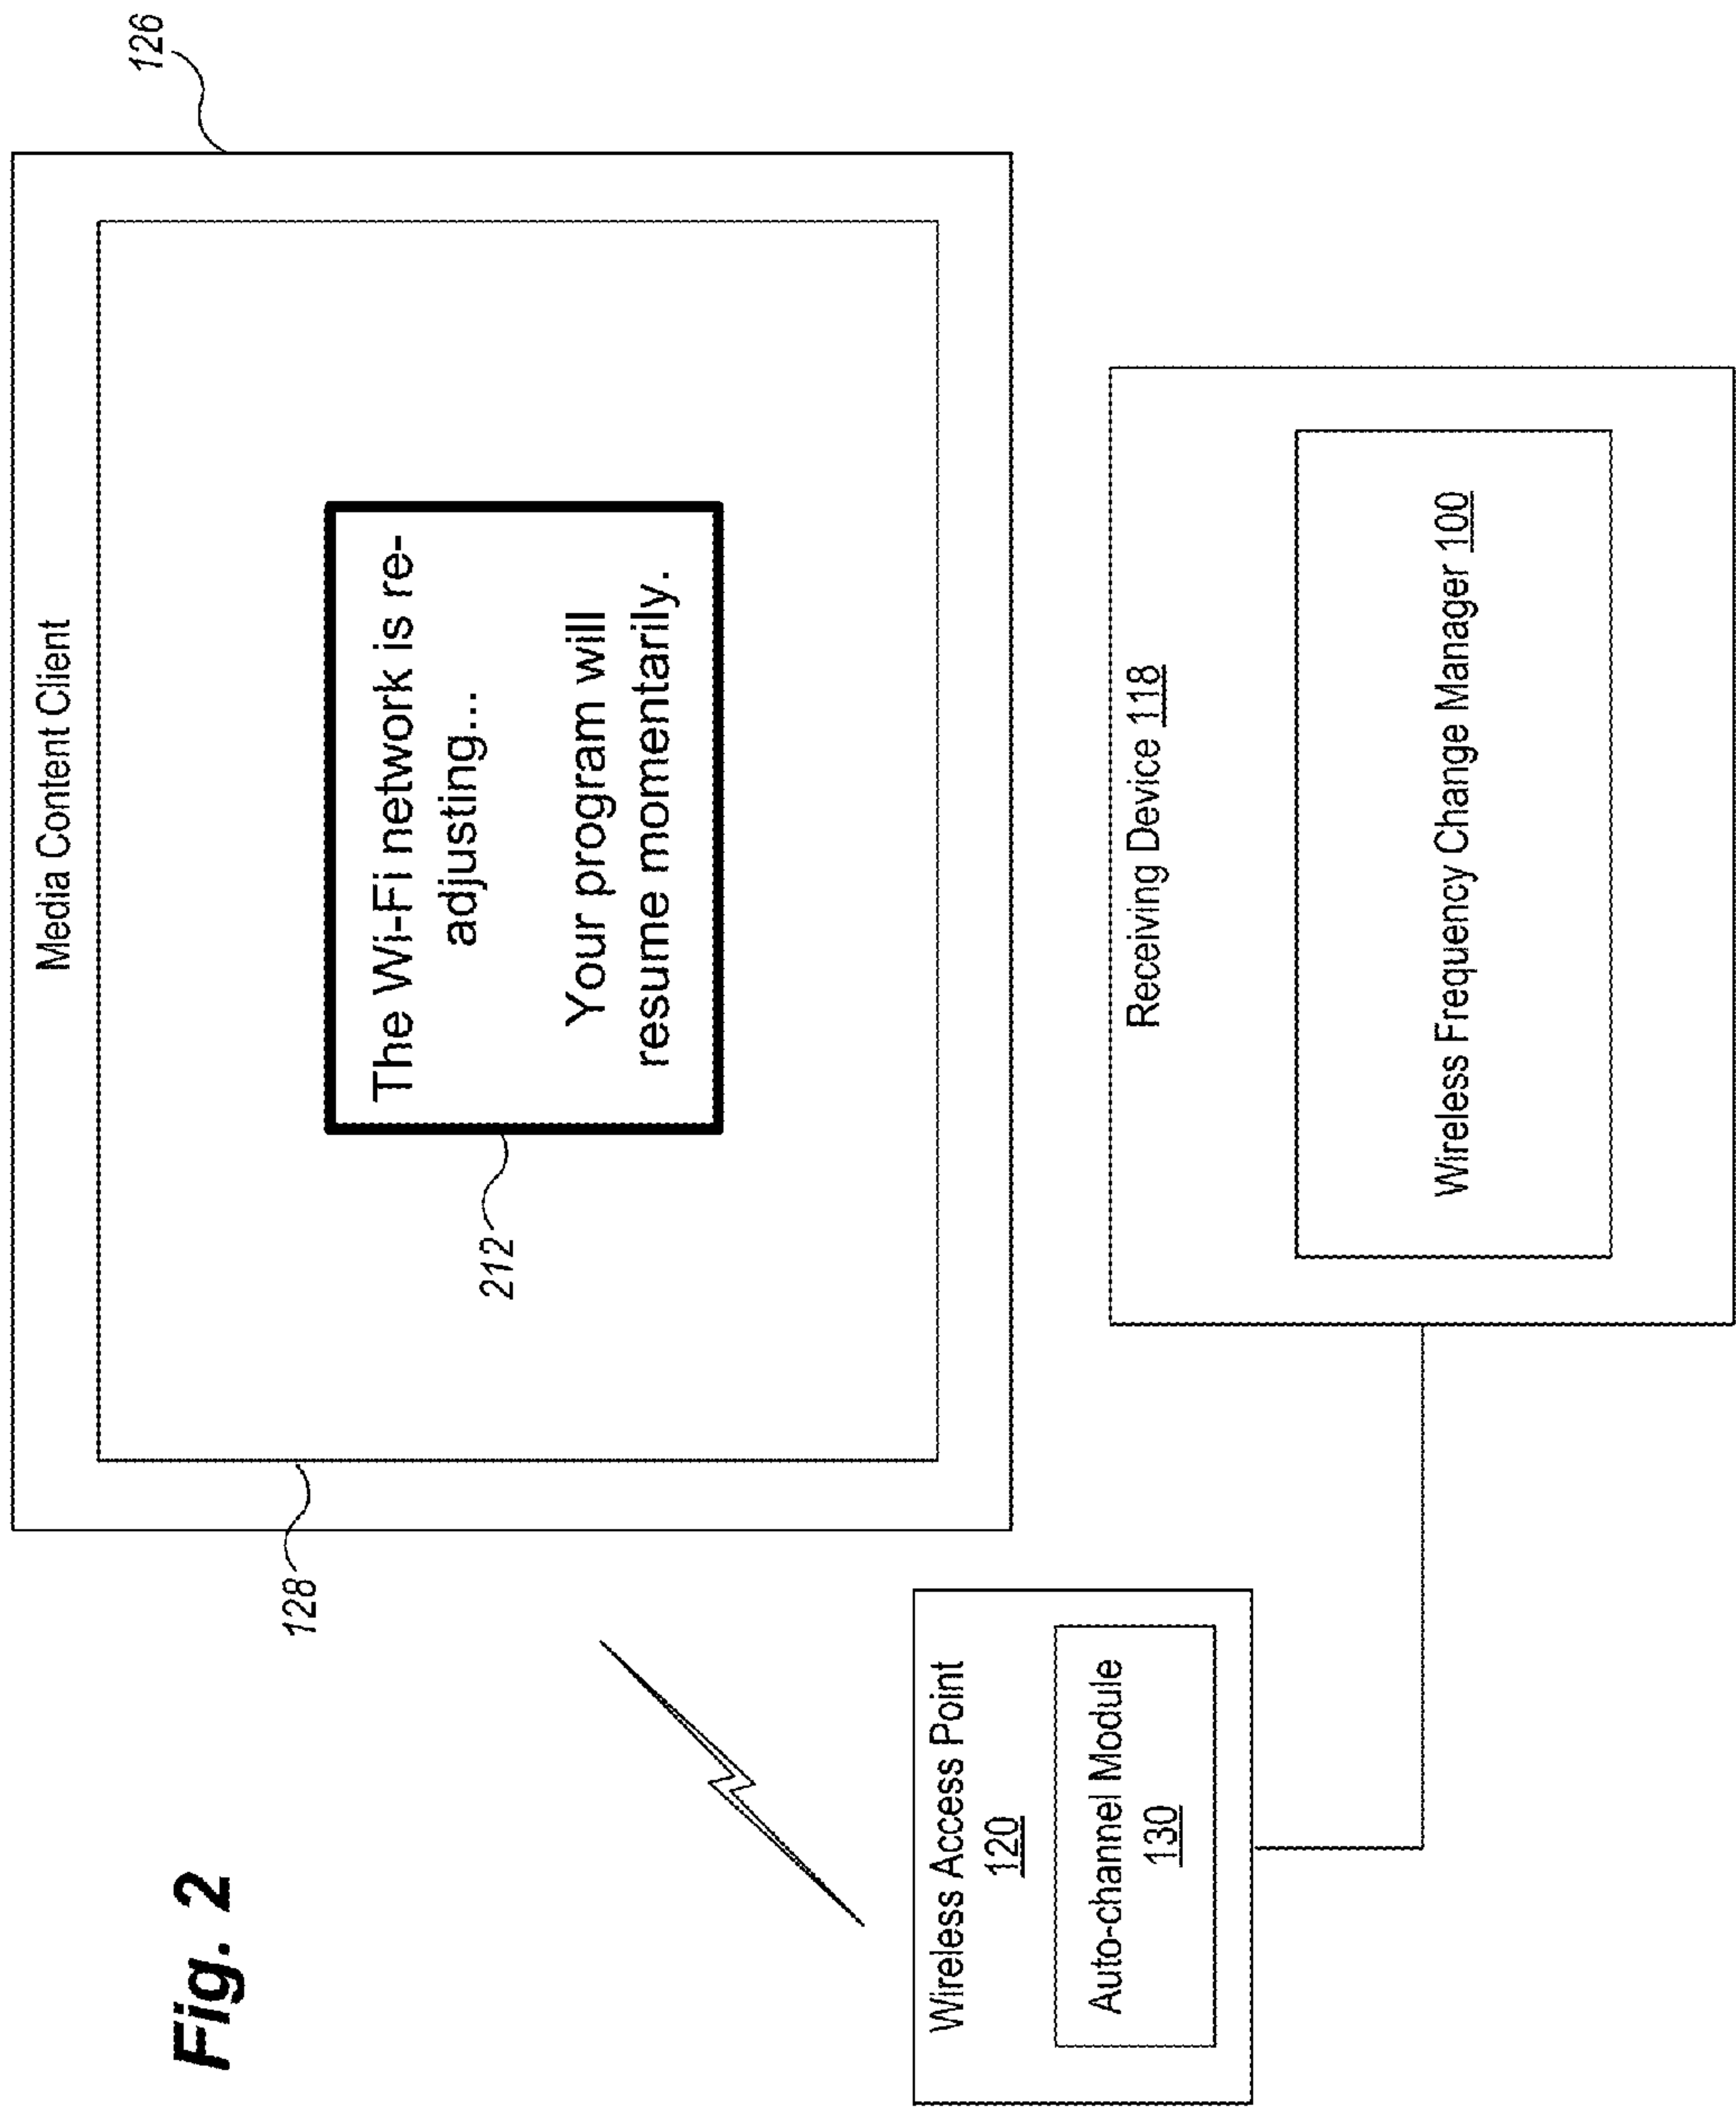 Fig. 2
Media Content Client
126
128
212
The Wi-Fi network is re-
adjusting...
Your program will
resume momentarily.
Wireless Access Point
120
Auto-channel Module
130
Receiving Device 118
Wireless Frequency Change Manager 100